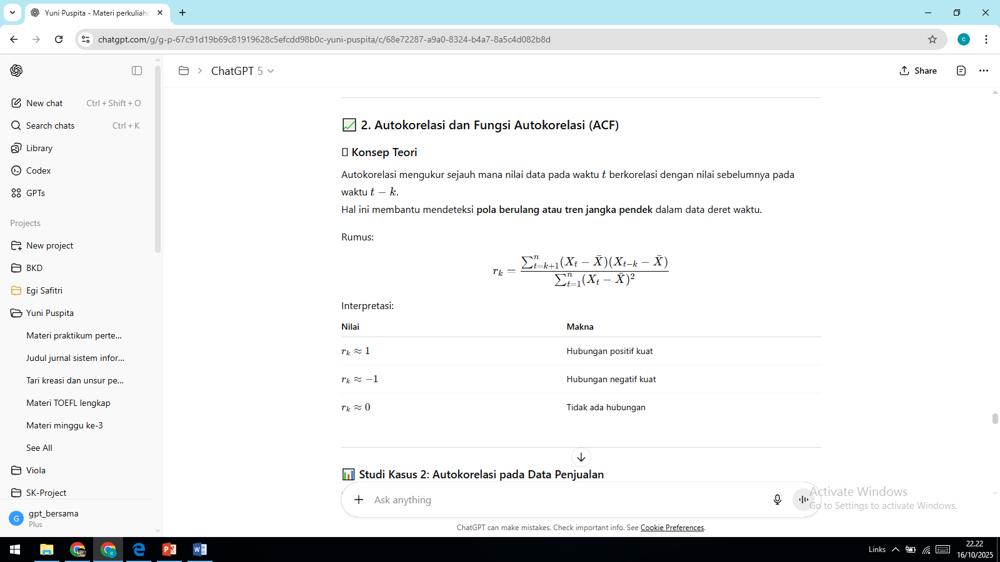 Yuni Puspita - Materi perkuliah
chatgpt.com/g/g-p-67c91d19b69c81919628c5efcdd98b0c-yuni-puspita/c/68e72287-a9a0-8324-b4a7-8a5c4d082b8d
c
ChatGPT 5
Share
New chat Ctrl + Shift + O
Search chats Ctrl + K
Library
Codex
GPTs
Projects
New project
BKD
Egi Safitri
Yuni Puspita
Materi praktikum perte...
Judul jurnal sistem infor...
Tari kreasi dan unsur pe...
Materi TOEFL lengkap
Materi minggu ke-3
See All
Viola
SK-Project
G
gpt_bersama
Plus
2. Autokorelasi dan Fungsi Autokorelasi (ACF)
Konsep Teori
Autokorelasi mengukur sejauh mana nilai data pada waktu t berkorelasi dengan nilai sebelumnya pada
waktu t − k.
Hal ini membantu mendeteksi pola berulang atau tren jangka pendek dalam data deret waktu.
Rumus:
r_k = \frac{\sum_{t=k+1}^{n}(X_t − \bar{X})(X_{t−k} − \bar{X})}{\sum_{t=1}^{n}(X_t − \bar{X})^2}
Interpretasi:
Nilai Makna
r_k ≈ 1 Hubungan positif kuat
r_k ≈ −1 Hubungan negatif kuat
r_k ≈ 0 Tidak ada hubungan
Studi Kasus 2: Autokorelasi pada Data Penjualan
Ask anything
Activate Windows
Go to Settings to activate Windows.
ChatGPT can make mistakes. Check important info. See Cookie Preferences.
Links
22.22
16/10/2025